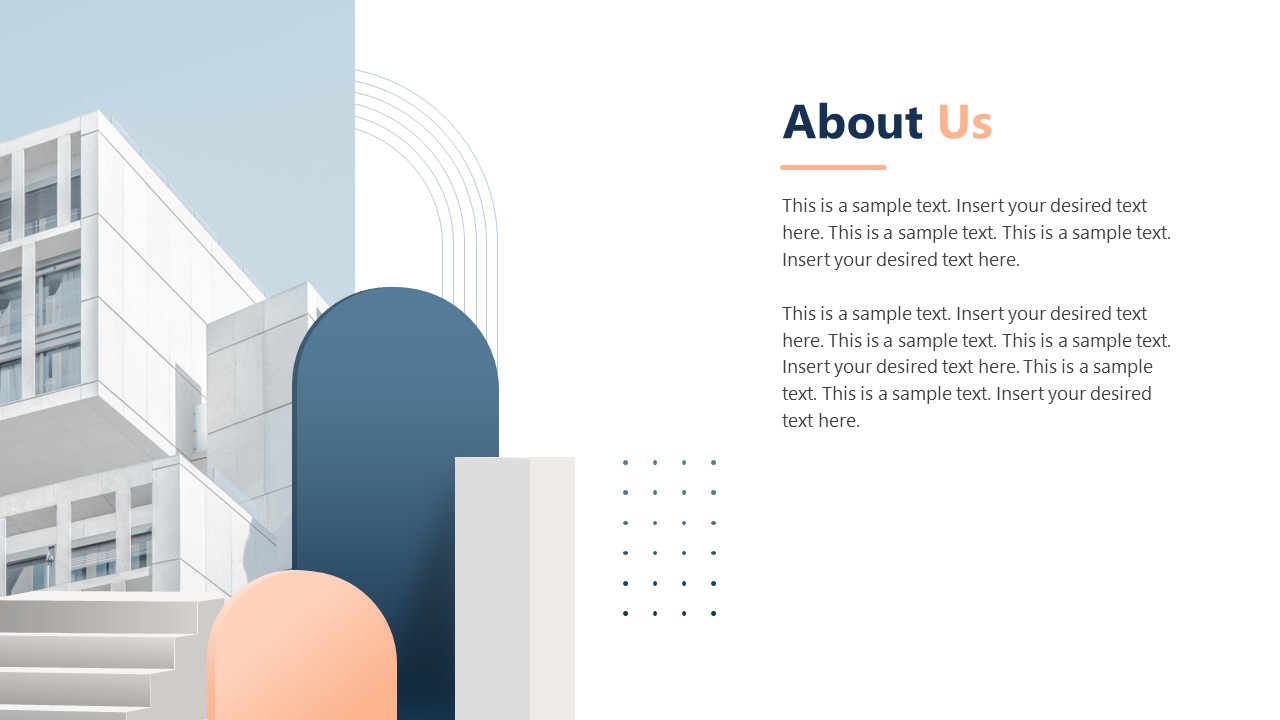 About Us
This is a sample text. Insert your desired text
here. This is a sample text. This is a sample text.
Insert your desired text here.
This is a sample text. Insert your desired text
here. This is a sample text. This is a sample text.
Insert your desired text here. This is a sample
text. This is a sample text. Insert your desired
text here.